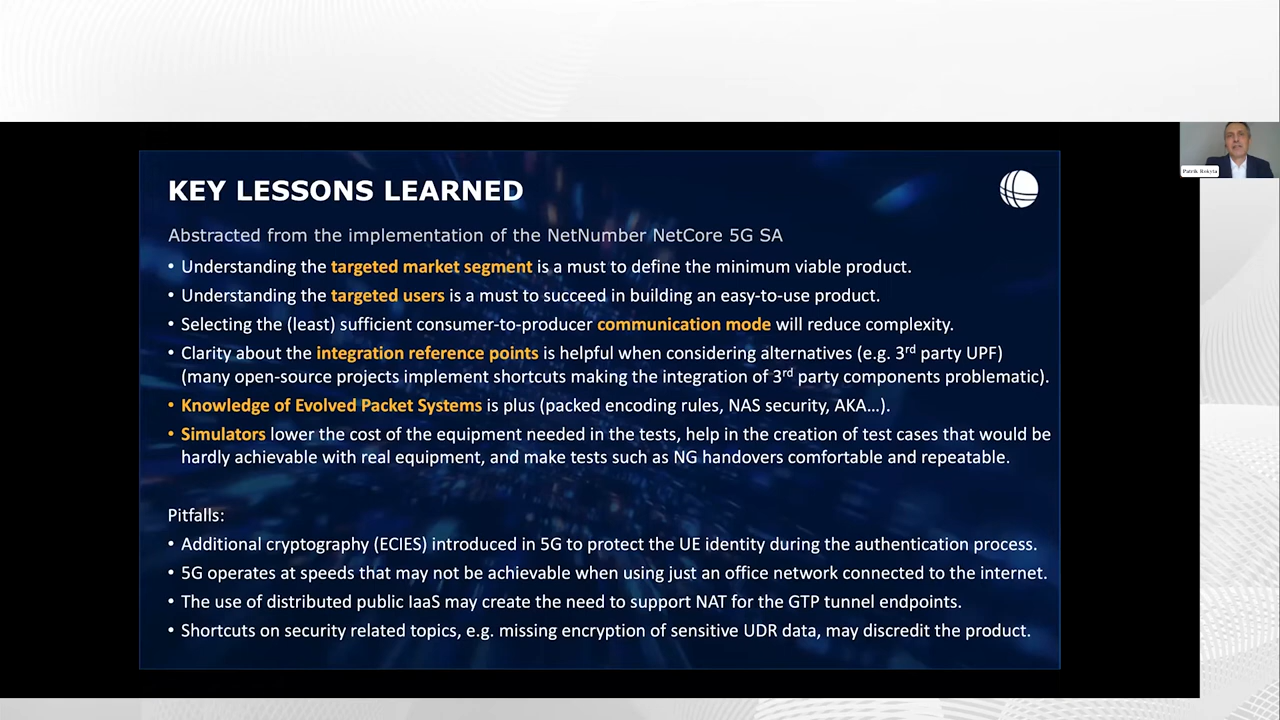 KEY LESSONS LEARNED
Abstracted from the implementation of the NetNumber NetCore 5G SA
• Understanding the targeted market segment is a must to define the minimum viable product.
• Understanding the targeted users is a must to succeed in building an easy-to-use product.
• Selecting the (least) sufficient consumer-to-producer communication mode will reduce complexity.
• Clarity about the integration reference points is helpful when considering alternatives (e.g. 3rd party UPF)
(many open-source projects implement shortcuts making the integration of 3rd party components problematic).
• Knowledge of Evolved Packet Systems is plus (packed encoding rules, NAS security, AKA...).
• Simulators lower the cost of the equipment needed in the tests, help in the creation of test cases that would be
hardly achievable with real equipment, and make tests such as NG handovers comfortable and repeatable.
Pitfalls:
• Additional cryptography (ECIES) introduced in 5G to protect the UE identity during the authentication process.
• 5G operates at speeds that may not be achievable when using just an office network connected to the internet.
• The use of distributed public IaaS may create the need to support NAT for the GTP tunnel endpoints.
• Shortcuts on security related topics, e.g. missing encryption of sensitive UDR data, may discredit the product.
Patrik Rokyta